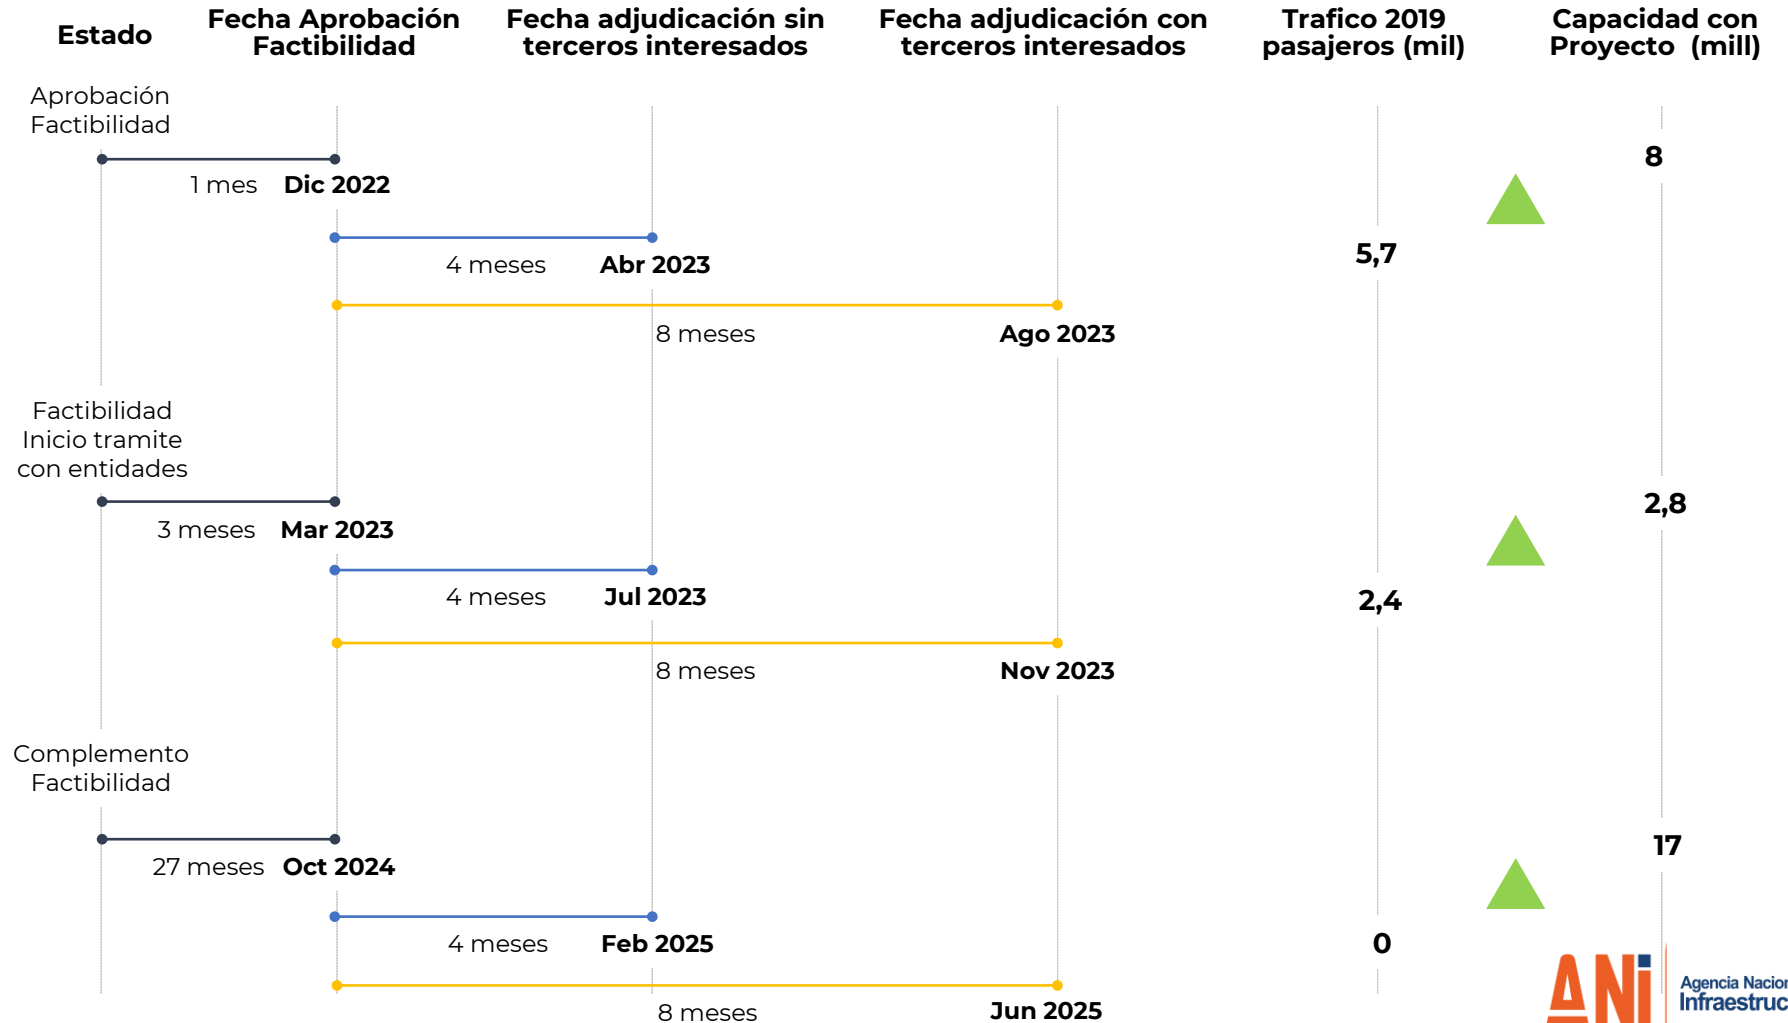 Estado
Fecha Aprobación
Factibilidad
Fecha adjudicación sin
terceros interesados
Fecha adjudicación con
terceros interesados
Trafico 2019
pasajeros (mil)
Capacidad con
Proyecto (mill)
Aprobación
Factibilidad
1 mes
Dic 2022
4 meses
Abr 2023
8 meses
Ago 2023
5,7
8
Factibilidad
Inicio tramite
con entidades
3 meses
Mar 2023
4 meses
Jul 2023
8 meses
Nov 2023
2,4
2,8
Complemento
Factibilidad
27 meses
Oct 2024
4 meses
Feb 2025
8 meses
Jun 2025
0
17
ANi
Agencia Nacion
Infraestruc